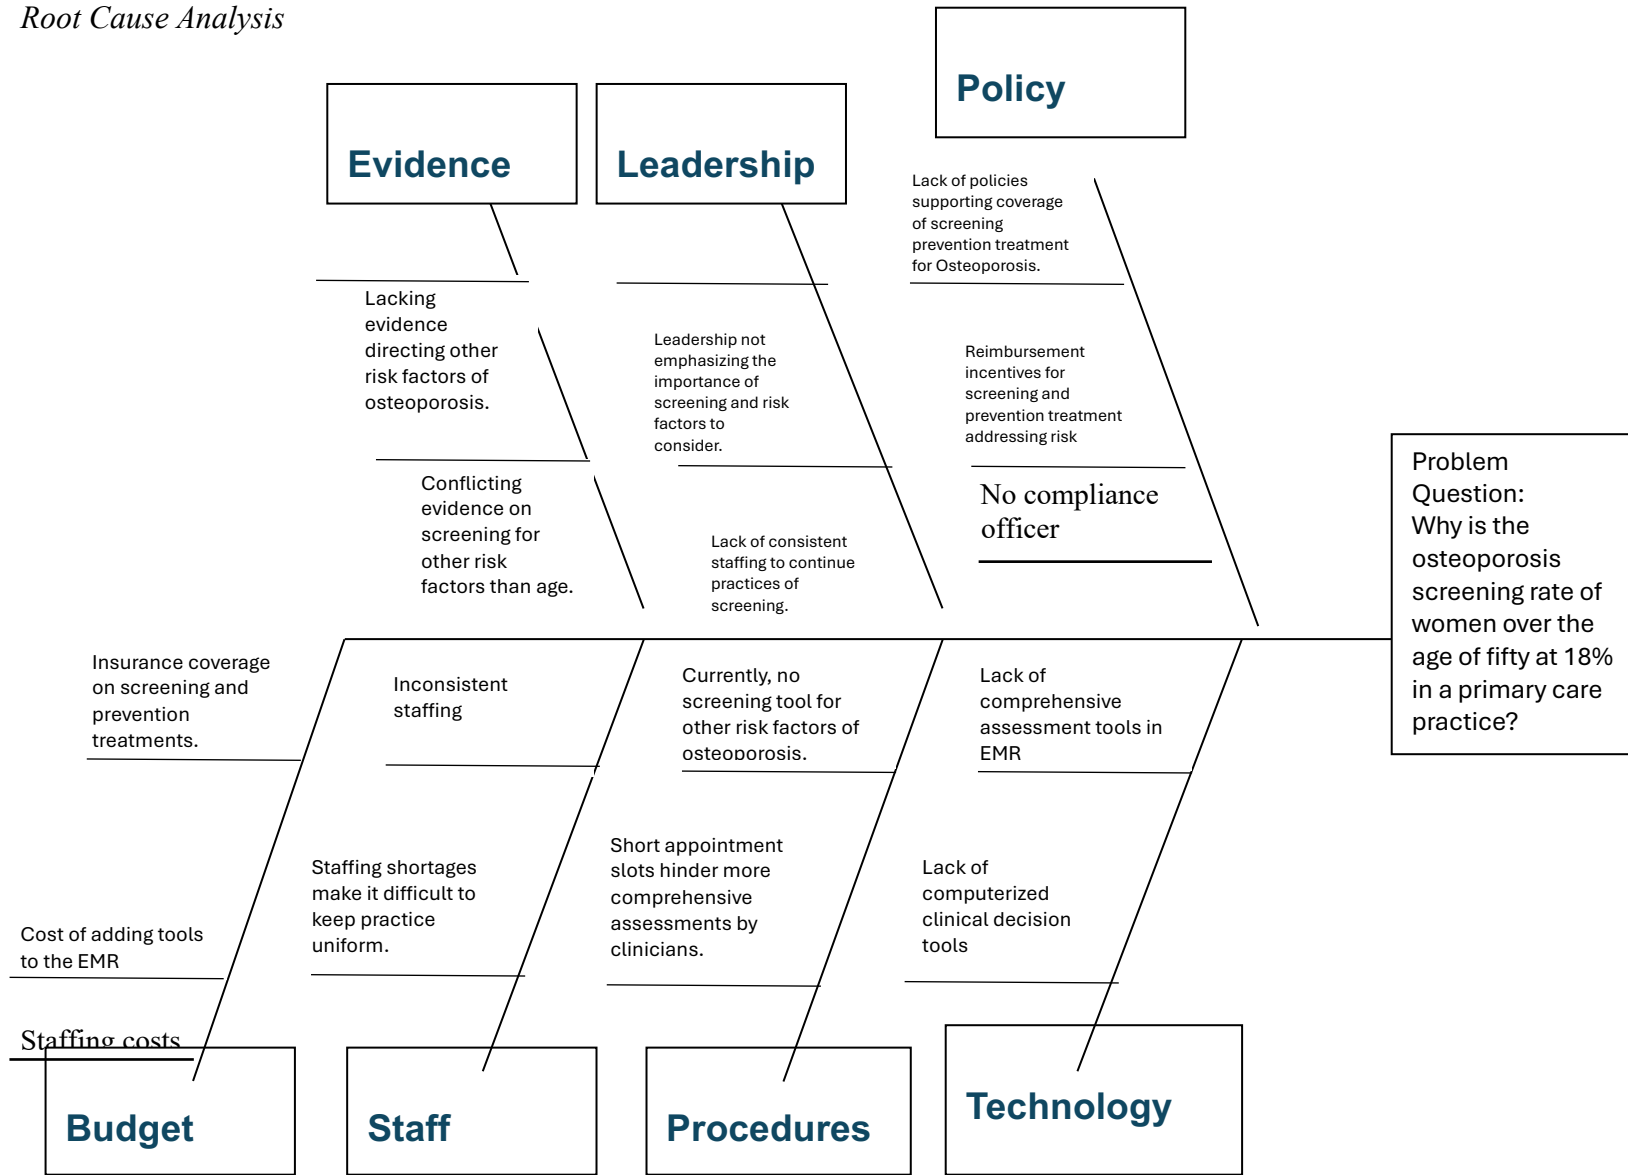 Root Cause Analysis
Policy
Evidence
Leadership
Lack of policies
supporting coverage
of screening
prevention treatment
for Osteoporosis.
Lacking
evidence
directing other
risk factors of
osteoporosis.
Leadership not
emphasizing the
importance of
screening and risk
factors to
consider.
Reimbursement
incentives for
screening and
prevention treatment
addressing risk
Conflicting
evidence on
screening for
other risk
factors than age.
Lack of consistent
staffing to continue
practices of
screening.
No compliance
officer
Problem
Question:
Why is the
osteoporosis
screening rate of
women over the
age of fifty at 18%
in a primary care
practice?
Insurance coverage
on screening and
prevention
treatments.
Inconsistent
staffing
Currently, no
screening tool for
other risk factors of
osteoporosis.
Lack of
comprehensive
assessment tools in
EMR
Cost of adding tools
to the EMR
Staffing shortages
make it difficult to
keep practice
uniform.
Short appointment
slots hinder more
comprehensive
assessments by
clinicians.
Lack of
computerized
clinical decision
tools
Staffing costs
Budget
Staff
Procedures
Technology